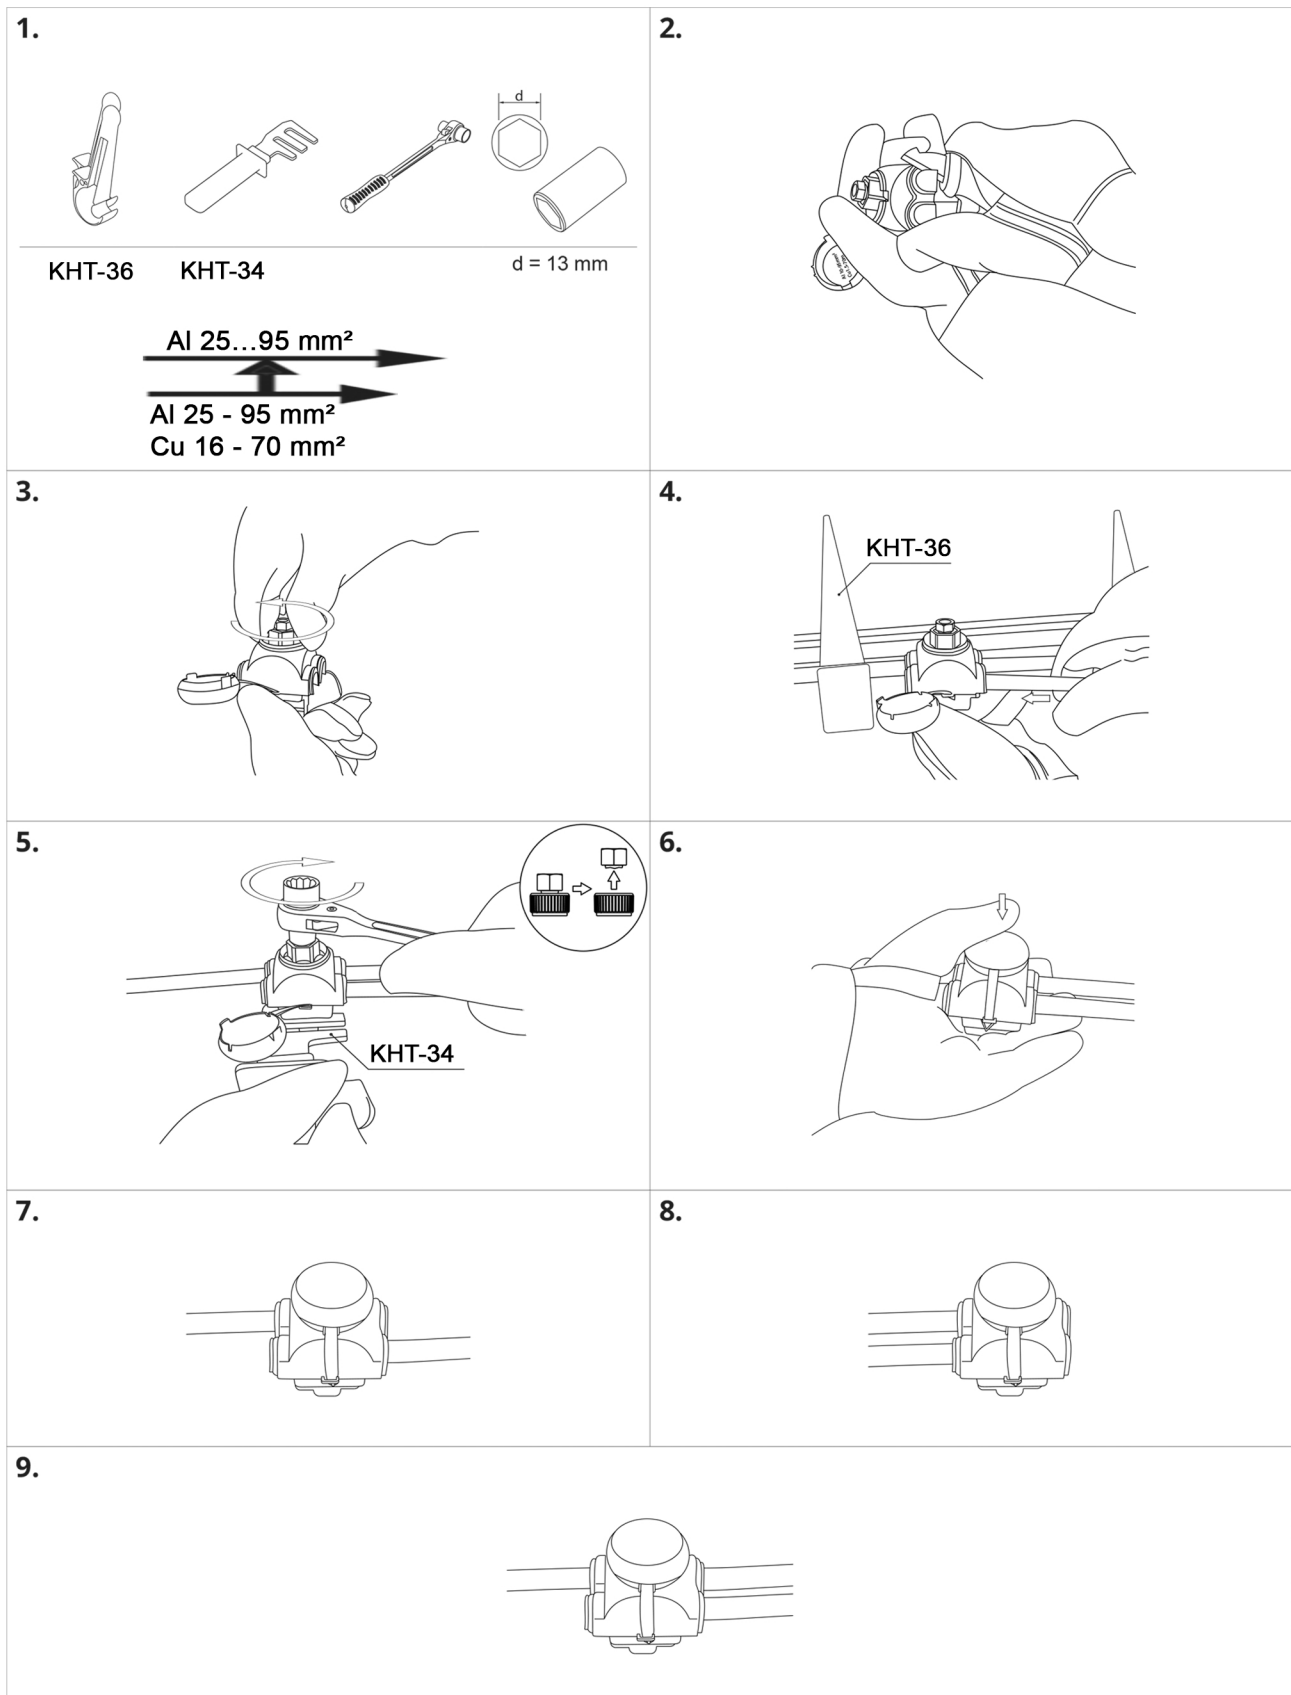 1.
d
KHT-36
KHT-34
d = 13 mm
Al 25...95 mm²
Al 25 - 95 mm²
Cu 16 - 70 mm²
2.
3.
4.
KHT-36
5.
KHT-34
6.
7.
8.
9.